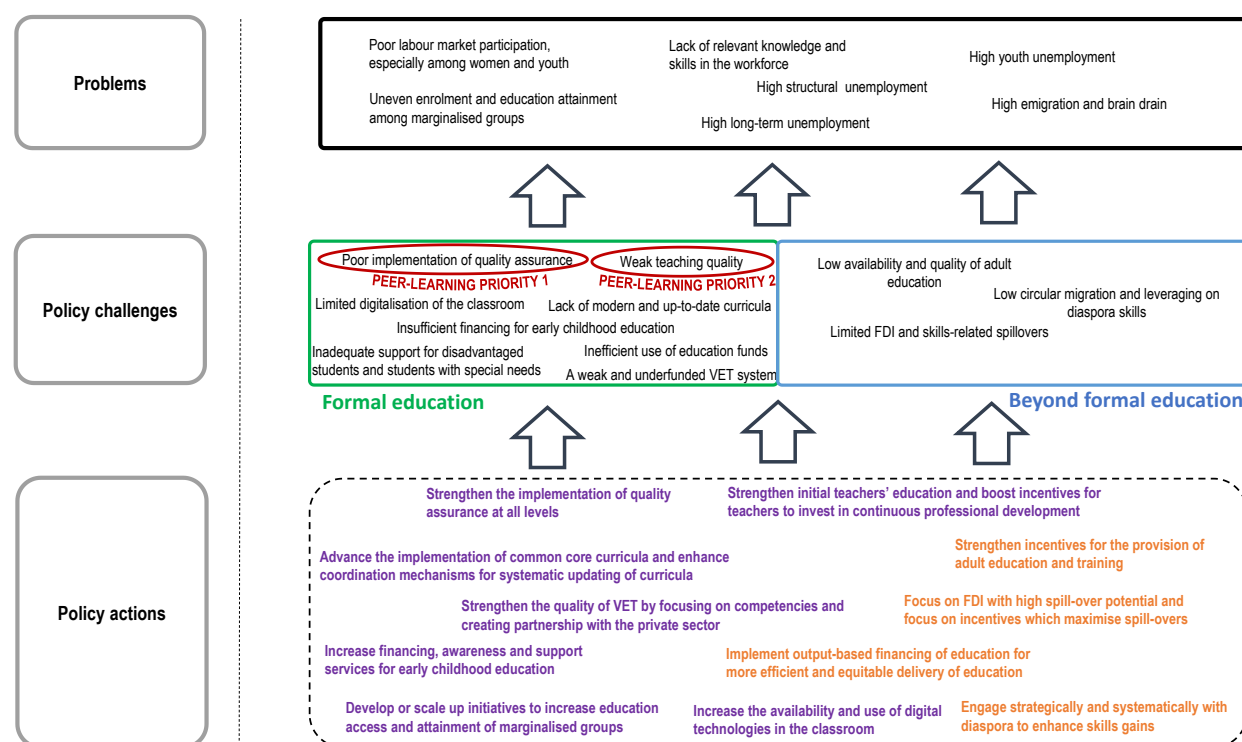 Problems
Poor labour market participation,
especially among women and youth
Lack of relevant knowledge and
skills in the workforce
High youth unemployment
High structural unemployment
Uneven enrolment and education attainment
among marginalised groups
High emigration and brain drain
High long-term unemployment
Policy challenges
Poor implementation of quality assurance
PEER-LEARNING PRIORITY 1
Weak teaching quality
PEER-LEARNING PRIORITY 2
Limited digitalisation of the classroom
Lack of modern and up-to-date curricula
Insufficient financing for early childhood education
Inadequate support for disadvantaged
students and students with special needs
Inefficient use of education funds
A weak and underfunded VET system
Low availability and quality of adult
education
Low circular migration and leveraging on
diaspora skills
Limited FDI and skills-related spillovers
Formal education
Beyond formal education
Policy actions
Strengthen the implementation of quality
assurance at all levels
Strengthen initial teachers' education and boost incentives for
teachers to invest in continuous professional development
Advance the implementation of common core curricula and enhance
coordination mechanisms for systematic updating of curricula
Strengthen incentives for the provision of
adult education and training
Strengthen the quality of VET by focusing on competencies and
creating partnership with the private sector
Focus on FDI with high spill-over potential and
focus on incentives which maximise spill-overs
Increase financing, awareness and support
services for early childhood education
Implement output-based financing of education for
more efficient and equitable delivery of education
Develop or scale up initiatives to increase education
access and attainment of marginalised groups
Increase the availability and use of digital
technologies in the classroom
Engage strategically and systematically with
diaspora to enhance skills gains